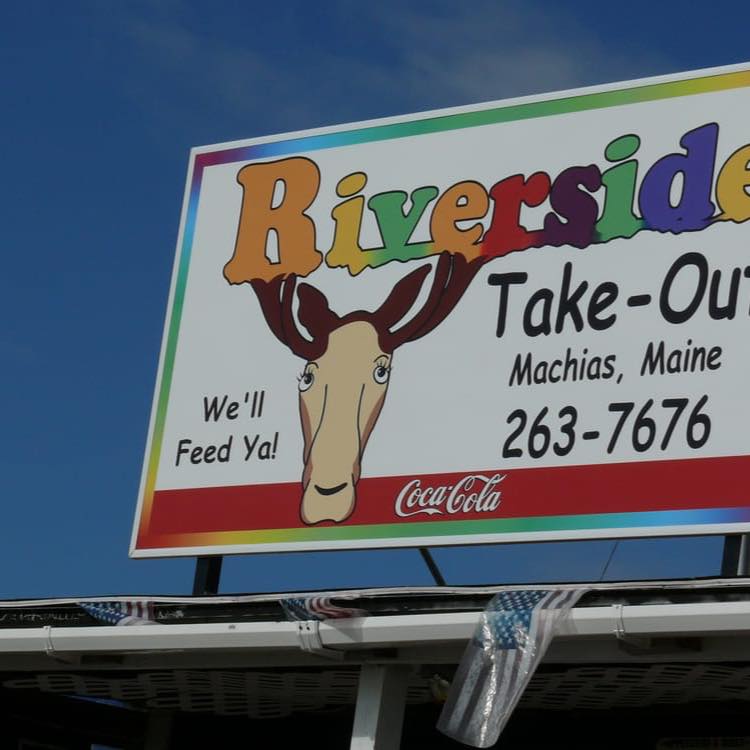 Riverside
Take-Out
Machias, Maine
263-7676
We'll
Feed Ya!
Coca-Cola